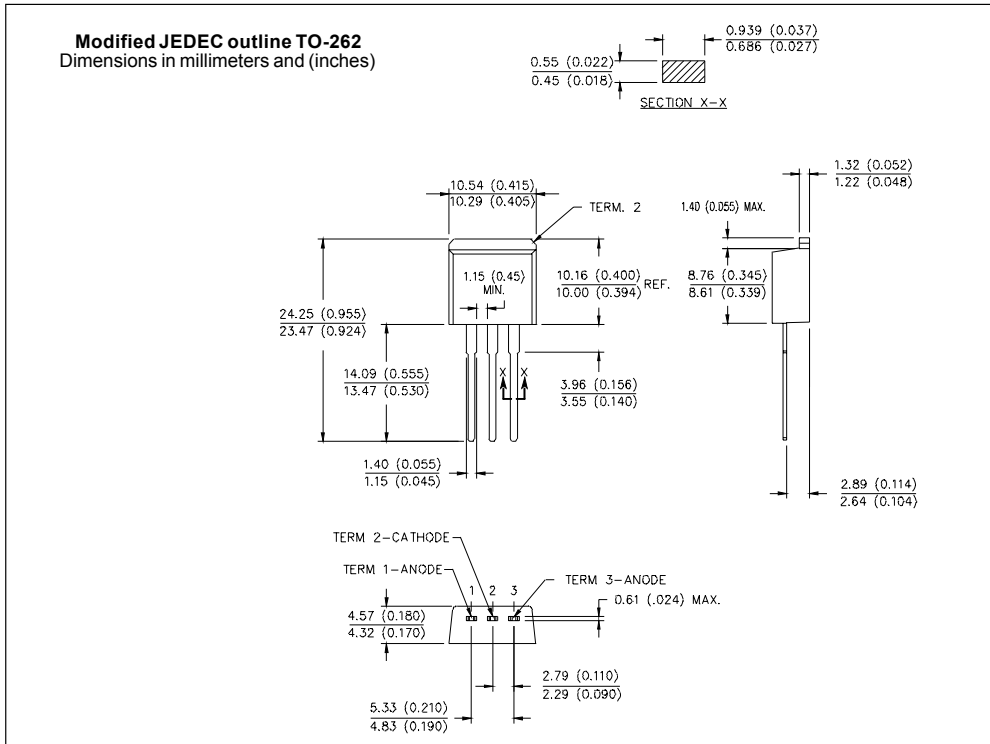 Modified JEDEC outline TO-262
Dimensions in millimeters and (inches)
0.939 (0.037)
0.686 (0.027)
0.55 (0.022)
0.45 (0.018)
SECTION X-X
1.32 (0.052)
1.22 (0.048)
10.54 (0.415)
10.29 (0.405)
TERM. 2
1.40 (0.055) MAX.
1.15 (0.45)
MIN.
10.16 (0.400)
10.00 (0.394)
REF.
8.76 (0.345)
8.61 (0.339)
24.25 (0.955)
23.47 (0.924)
14.09 (0.555)
13.47 (0.530)
X X
3.96 (0.156)
3.55 (0.140)
1.40 (0.055)
1.15 (0.045)
2.89 (0.114)
2.64 (0.104)
TERM 2-CATHODE
TERM 1-ANODE
TERM 3-ANODE
1 2 3
0.61 (.024) MAX.
4.57 (0.180)
4.32 (0.170)
2.79 (0.110)
2.29 (0.090)
5.33 (0.210)
4.83 (0.190)